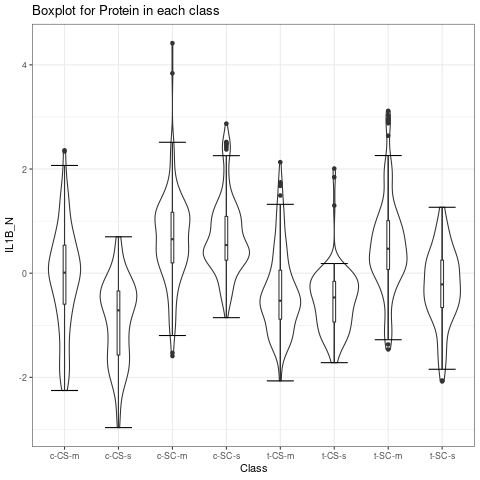 Boxplot for Protein in each class
IL1B_N
4
2
0
-2
c-CS-m c-CS-s c-SC-m c-SC-s t-CS-m t-CS-s t-SC-m t-SC-s
Class